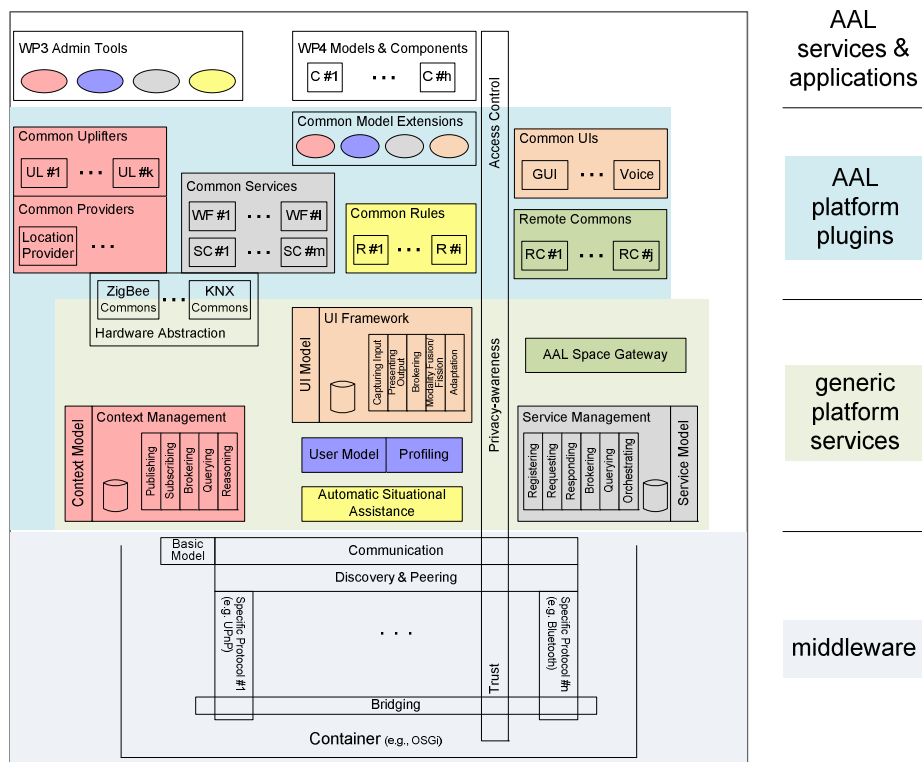 WP3 Admin Tools
WP4 Models & Components
C #1
...
C #h
Access Control
AAL
services &
applications
Common Model Extensions
Common Uplifters
UL #1
...
UL #k
Common Providers
Location
Provider
...
Common Services
WF #1
...
WF #l
SC #1
...
SC #m
Common Rules
R #1
...
R #i
Common UIs
GUI
...
Voice
Remote Commons
RC #1
...
RC #j
AAL
platform
plugins
ZigBee
Commons
...
KNX
Commons
Hardware Abstraction
UI Model
UI Framework
Capturing Input
Presenting
Output
Brokering
Modality Fusion/
Fission
Adaptation
Privacy-awareness
AAL Space Gateway
Context Model
Context Management
Publishing
Subscribing
Brokering
Querying
Reasoning
User Model
Profiling
Automatic Situational
Assistance
Service Management
Registering
Requesting
Responding
Brokering
Querying
Orchestrating
Service Model
generic
platform
services
Basic
Model
Communication
Discovery & Peering
Specific Protocol #1
(e.g. UPnP)
...
Specific Protocol #n
(e.g. Bluetooth)
Trust
Bridging
Container (e.g., OSGi)
middleware